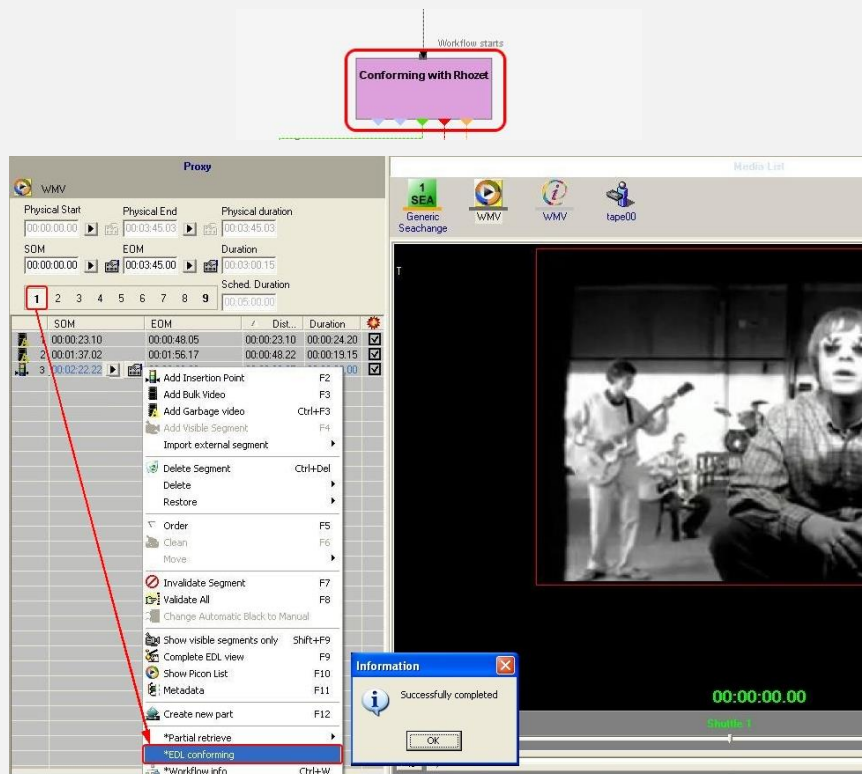 Workflow starts
Conforming with Rhozet
Proxy
Media List
WMV
Physical Start Physical End Physical duration
00:00:00.00 00:03:45.03 00:03:45.03
SOM EOM Duration
00:00:00.00 00:03:45.00 00:03:00.15
Sched. Duration
1 2 3 4 5 6 7 8 9 00:05:00.00
SOM EOM / Dist... Duration
1 00:00:23.10 00:00:48.05 00:00:23.10 00:00:24.20
2 00:01:37.02 00:01:56.17 00:00:48.22 00:00:19.15
3 00:02:22.22
Add Insertion Point F2
Add Bulk Video F3
Add Garbage video Ctrl+F3
Add Visible Segment F4
Import external segment
Delete Segment Ctrl+Del
Delete
Restore
Order F5
Clean F6
Move
Invalidate Segment F7
Validate All F8
Change Automatic Black to Manual
Show visible segments only Shift+F9
Complete EDL view F9
Show Picon List F10
Metadata F11
Create new part F12
*Partial retrieve
*EDL conforming
*Workflow info Ctrl+W
1
SEA
Generic
Seachange
WMV
WMV
tape00
T
Information
Successfully completed
OK
00:00:00.00
Shuttle 1